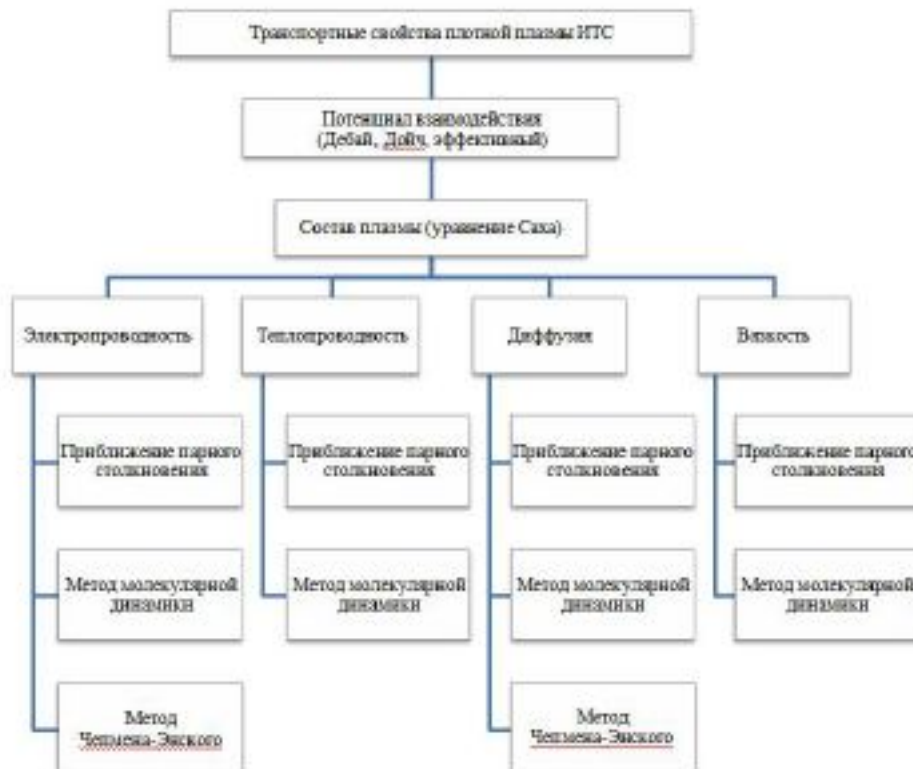 Транспортные свойства плотной плазмы ИТС
Потенциал взаимодействия
(Дебай, Дойч, эффективный)
Состав плазмы (уравнение Саха)
Электропроводность
Теплопроводность
Диффузия
Вязкость
Приближение парного
столкновения
Приближение парного
столкновения
Приближение парного
столкновения
Приближение парного
столкновения
Метод молекулярной
динамики
Метод молекулярной
динамики
Метод молекулярной
динамики
Метод молекулярной
динамики
Метод
Чепмена-Энского
Метод
Чепмена-Энского